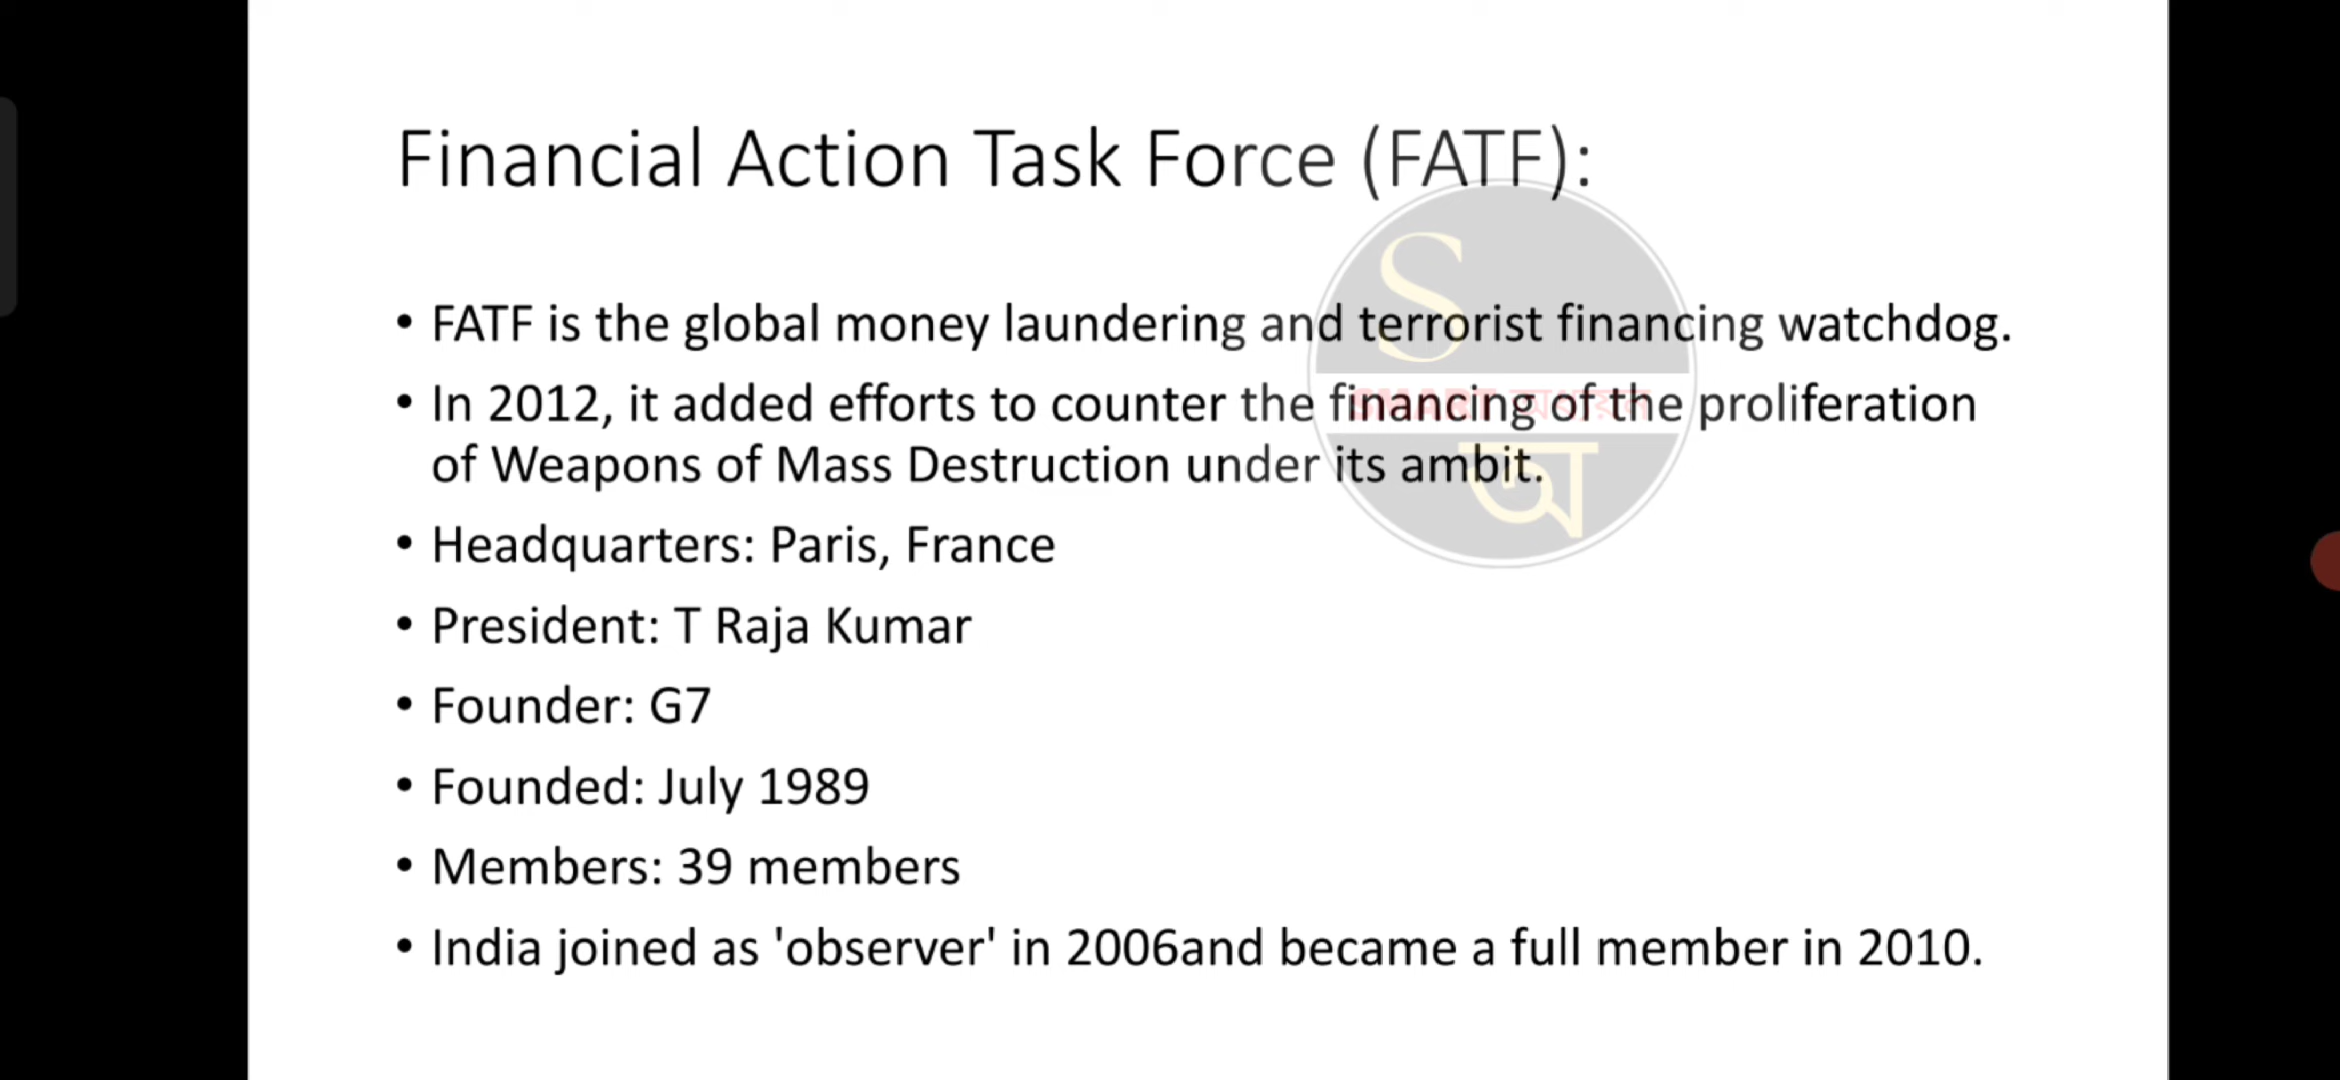 Financial Action Task Force (FATF):
• FATF is the global money laundering and terrorist financing watchdog.
• In 2012, it added efforts to counter the financing of the proliferation
of Weapons of Mass Destruction under its ambit.
• Headquarters: Paris, France
• President: T Raja Kumar
• Founder: G7
• Founded: July 1989
• Members: 39 members
• India joined as 'observer' in 2006and became a full member in 2010.
S
SMART অধ্যয়ন
অ